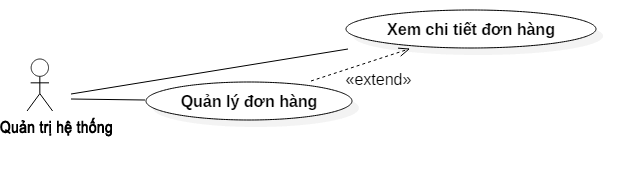 Xem chi tiết đơn hàng
«extend»
Quản lý đơn hàng
Quản trị hệ thống